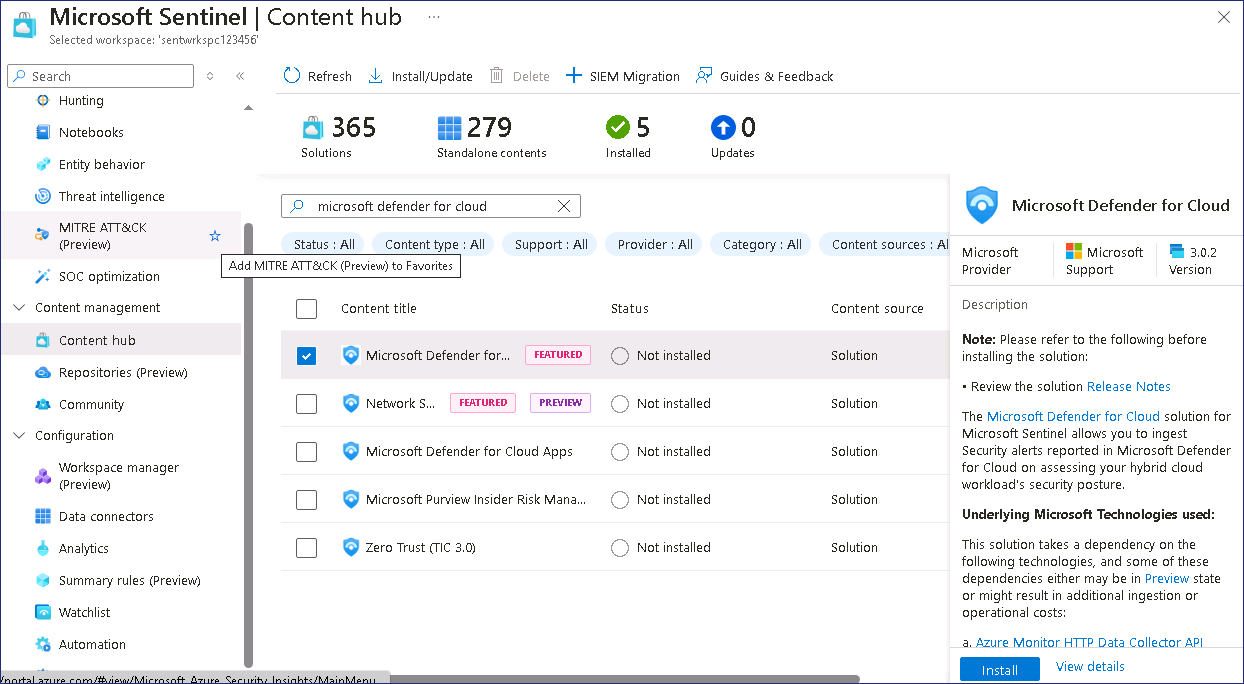 Microsoft Sentinel | Content hub ...
Selected workspace: 'sentwrkspc123456'
Search
Hunting
Notebooks
Entity behavior
Threat intelligence
MITRE ATT&CK
(Preview)
SOC optimization
Content management
Content hub
Repositories (Preview)
Community
Configuration
Workspace manager
(Preview)
Data connectors
Analytics
Summary rules (Preview)
Watchlist
Automation
Add MITRE ATT&CK (Preview) to Favorites
Refresh Install/Update Delete SIEM Migration Guides & Feedback
365 279 5 0
Solutions Standalone contents Installed Updates
microsoft defender for cloud
Status : All Content type : All Support : All Provider : All Category : All Content sources : Al
Content title Status Content source
Microsoft Defender for... FEATURED Not installed Solution
Network S... FEATURED PREVIEW Not installed Solution
Microsoft Defender for Cloud Apps Not installed Solution
Microsoft Purview Insider Risk Mana... Not installed Solution
Zero Trust (TIC 3.0) Not installed Solution
Microsoft Defender for Cloud
Microsoft Microsoft 3.0.2
Provider Support Version
Description
Note: Please refer to the following before
installing the solution:
• Review the solution Release Notes
The Microsoft Defender for Cloud solution for
Microsoft Sentinel allows you to ingest
Security alerts reported in Microsoft Defender
for Cloud on assessing your hybrid cloud
workload's security posture.
Underlying Microsoft Technologies used:
This solution takes a dependency on the
following technologies, and some of these
dependencies either may be in Preview state
or might result in additional ingestion or
operational costs:
a. Azure Monitor HTTP Data Collector API
Install View details
/portal.azure.com/#view/Microsoft_Azure_Security_Insights/MainMenu